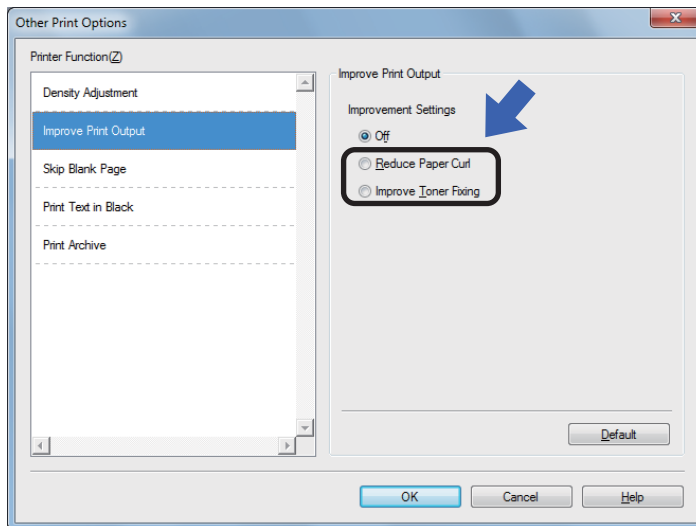 Other Print Options
Printer Function(Z)
Density Adjustment
Improve Print Output
Skip Blank Page
Print Text in Black
Print Archive
Improve Print Output
Improvement Settings
Off
Reduce Paper Curl
Improve Toner Fixing
Default
OK
Cancel
Help